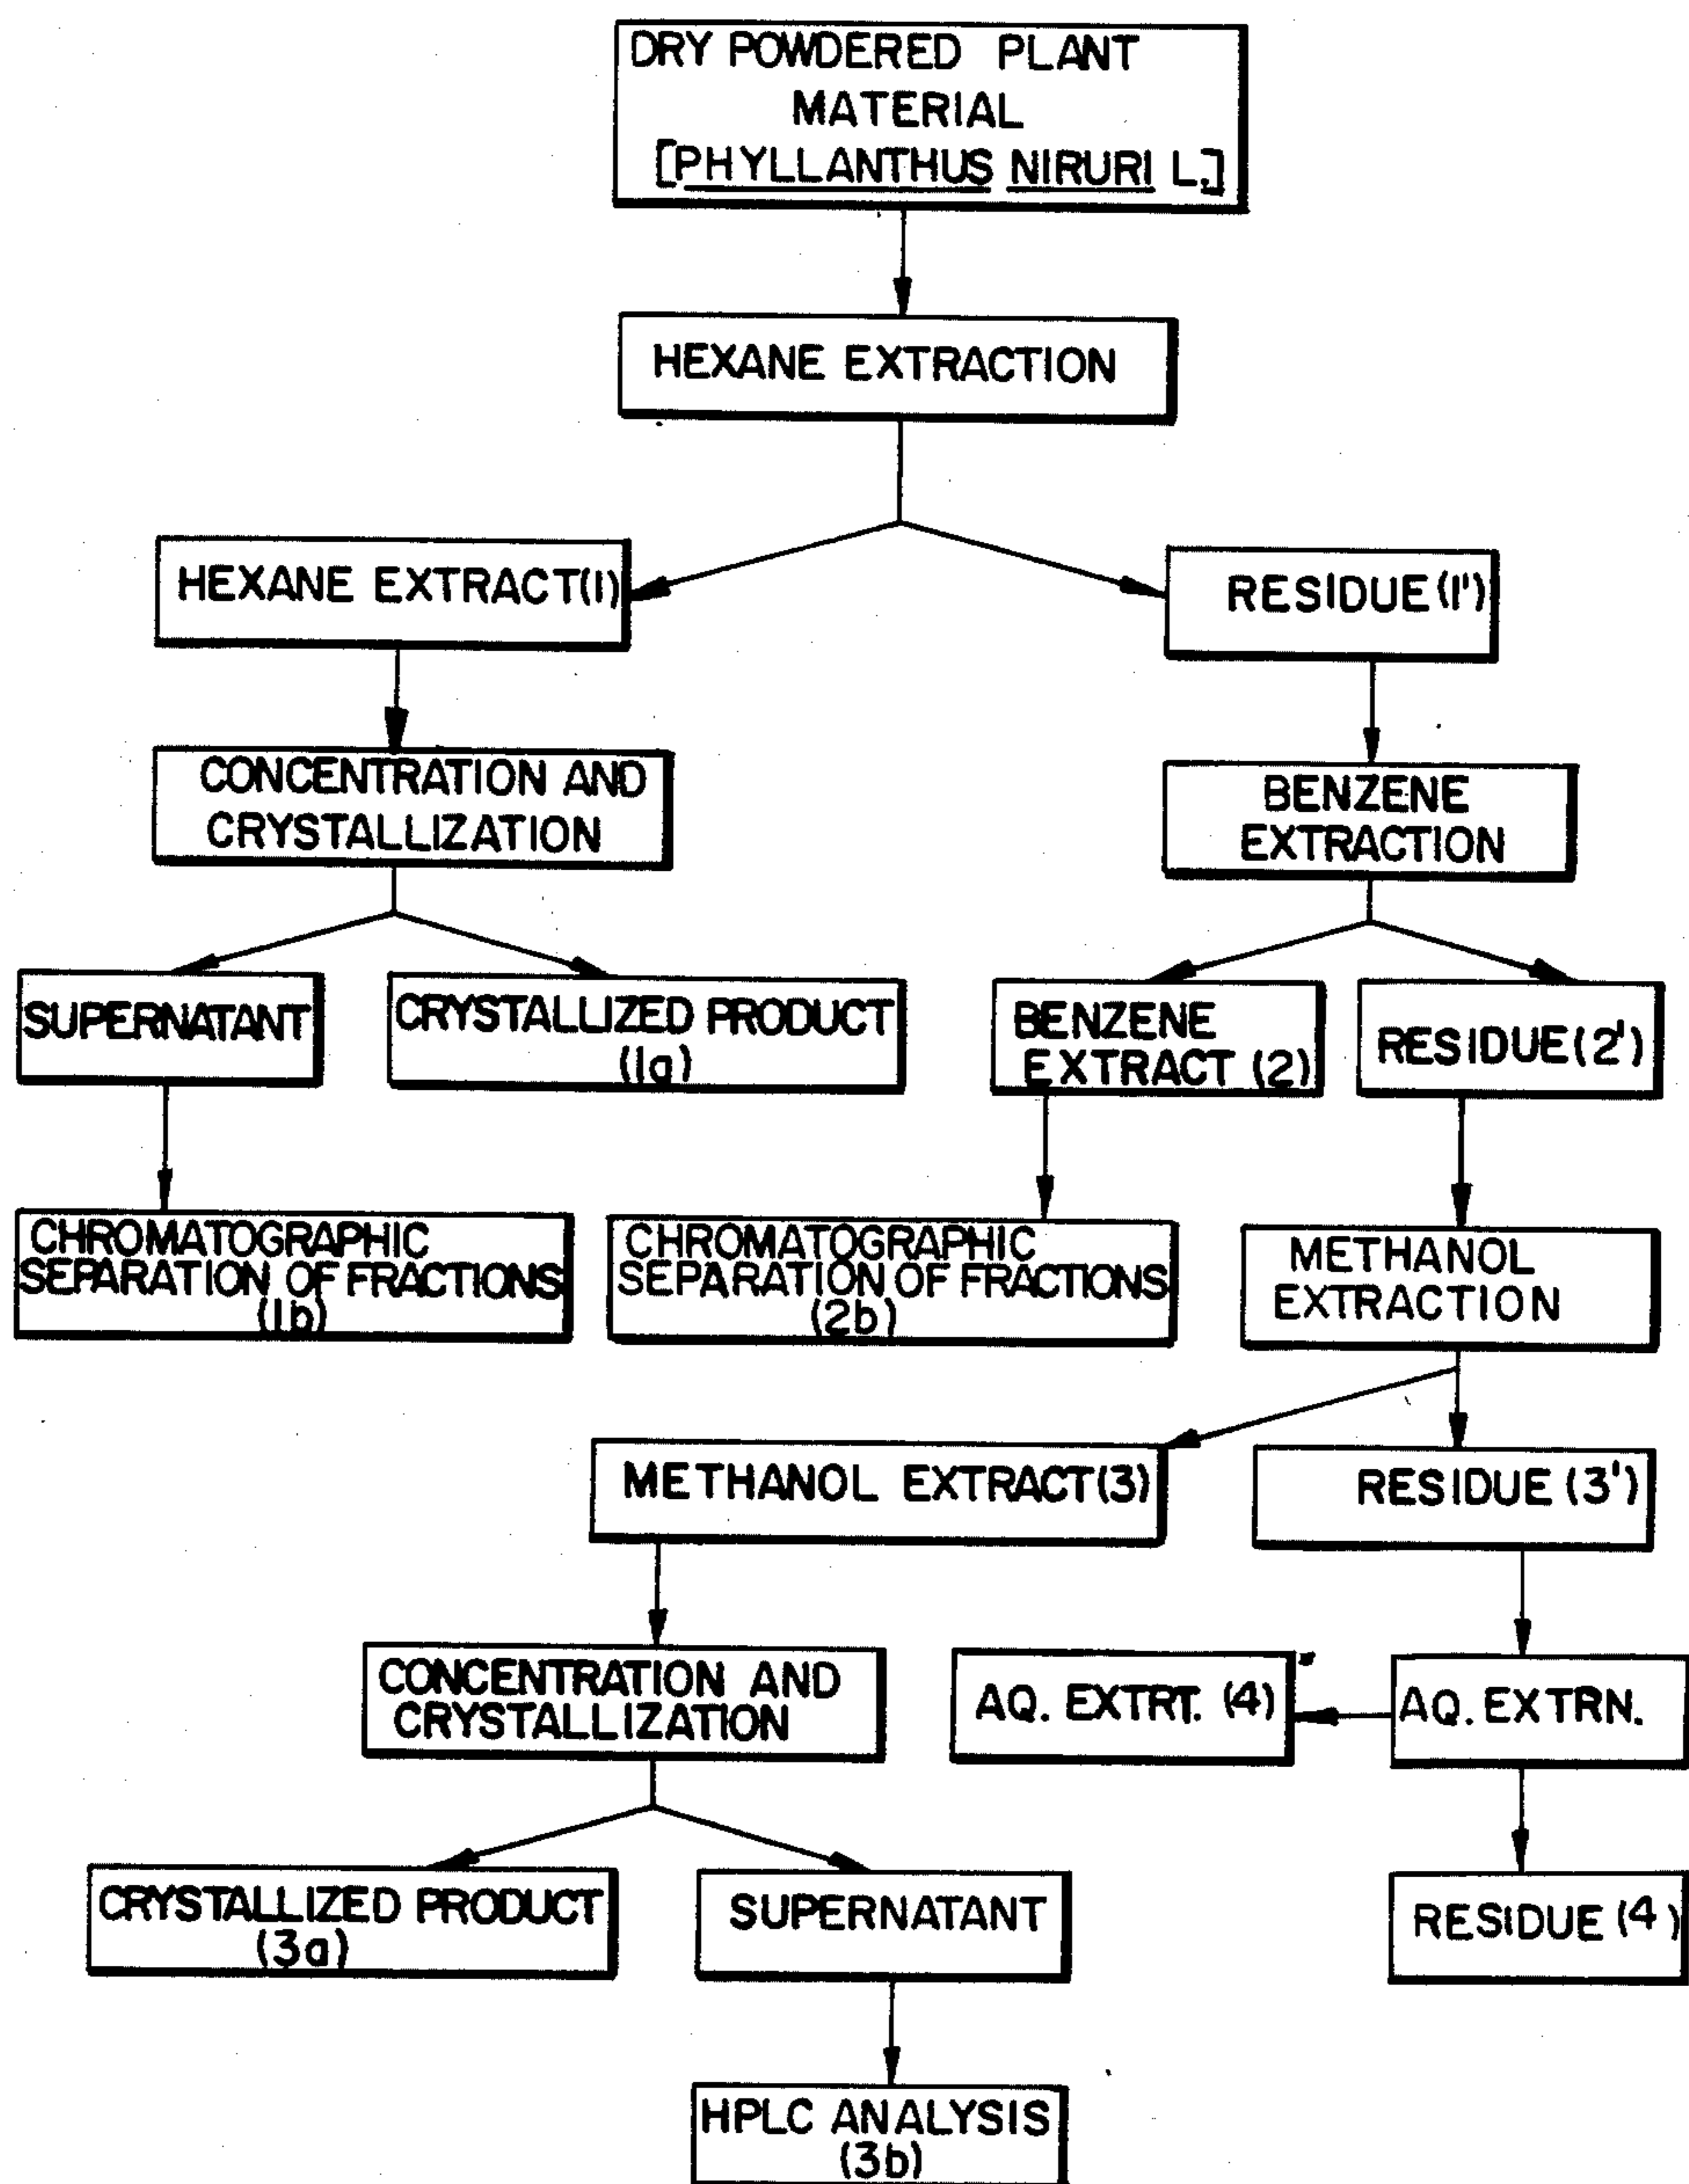 DRY POWDERED PLANT
MATERIAL
[PHYLLANTHUS NIRURI L.]
HEXANE EXTRACTION
HEXANE EXTRACT(1)
RESIDUE(1')
CONCENTRATION AND
CRYSTALLIZATION
BENZENE
EXTRACTION
SUPERNATANT
CRYSTALLIZED PRODUCT
(1a)
BENZENE
EXTRACT (2)
RESIDUE(2')
CHROMATOGRAPHIC
SEPARATION OF FRACTIONS
(1b)
CHROMATOGRAPHIC
SEPARATION OF FRACTIONS
(2b)
METHANOL
EXTRACTION
METHANOL EXTRACT(3)
RESIDUE(3')
CONCENTRATION AND
CRYSTALLIZATION
AQ. EXTRT. (4)
AQ. EXTRN.
CRYSTALLIZED PRODUCT
(3a)
SUPERNATANT
RESIDUE (4)
HPLC ANALYSIS
(3b)